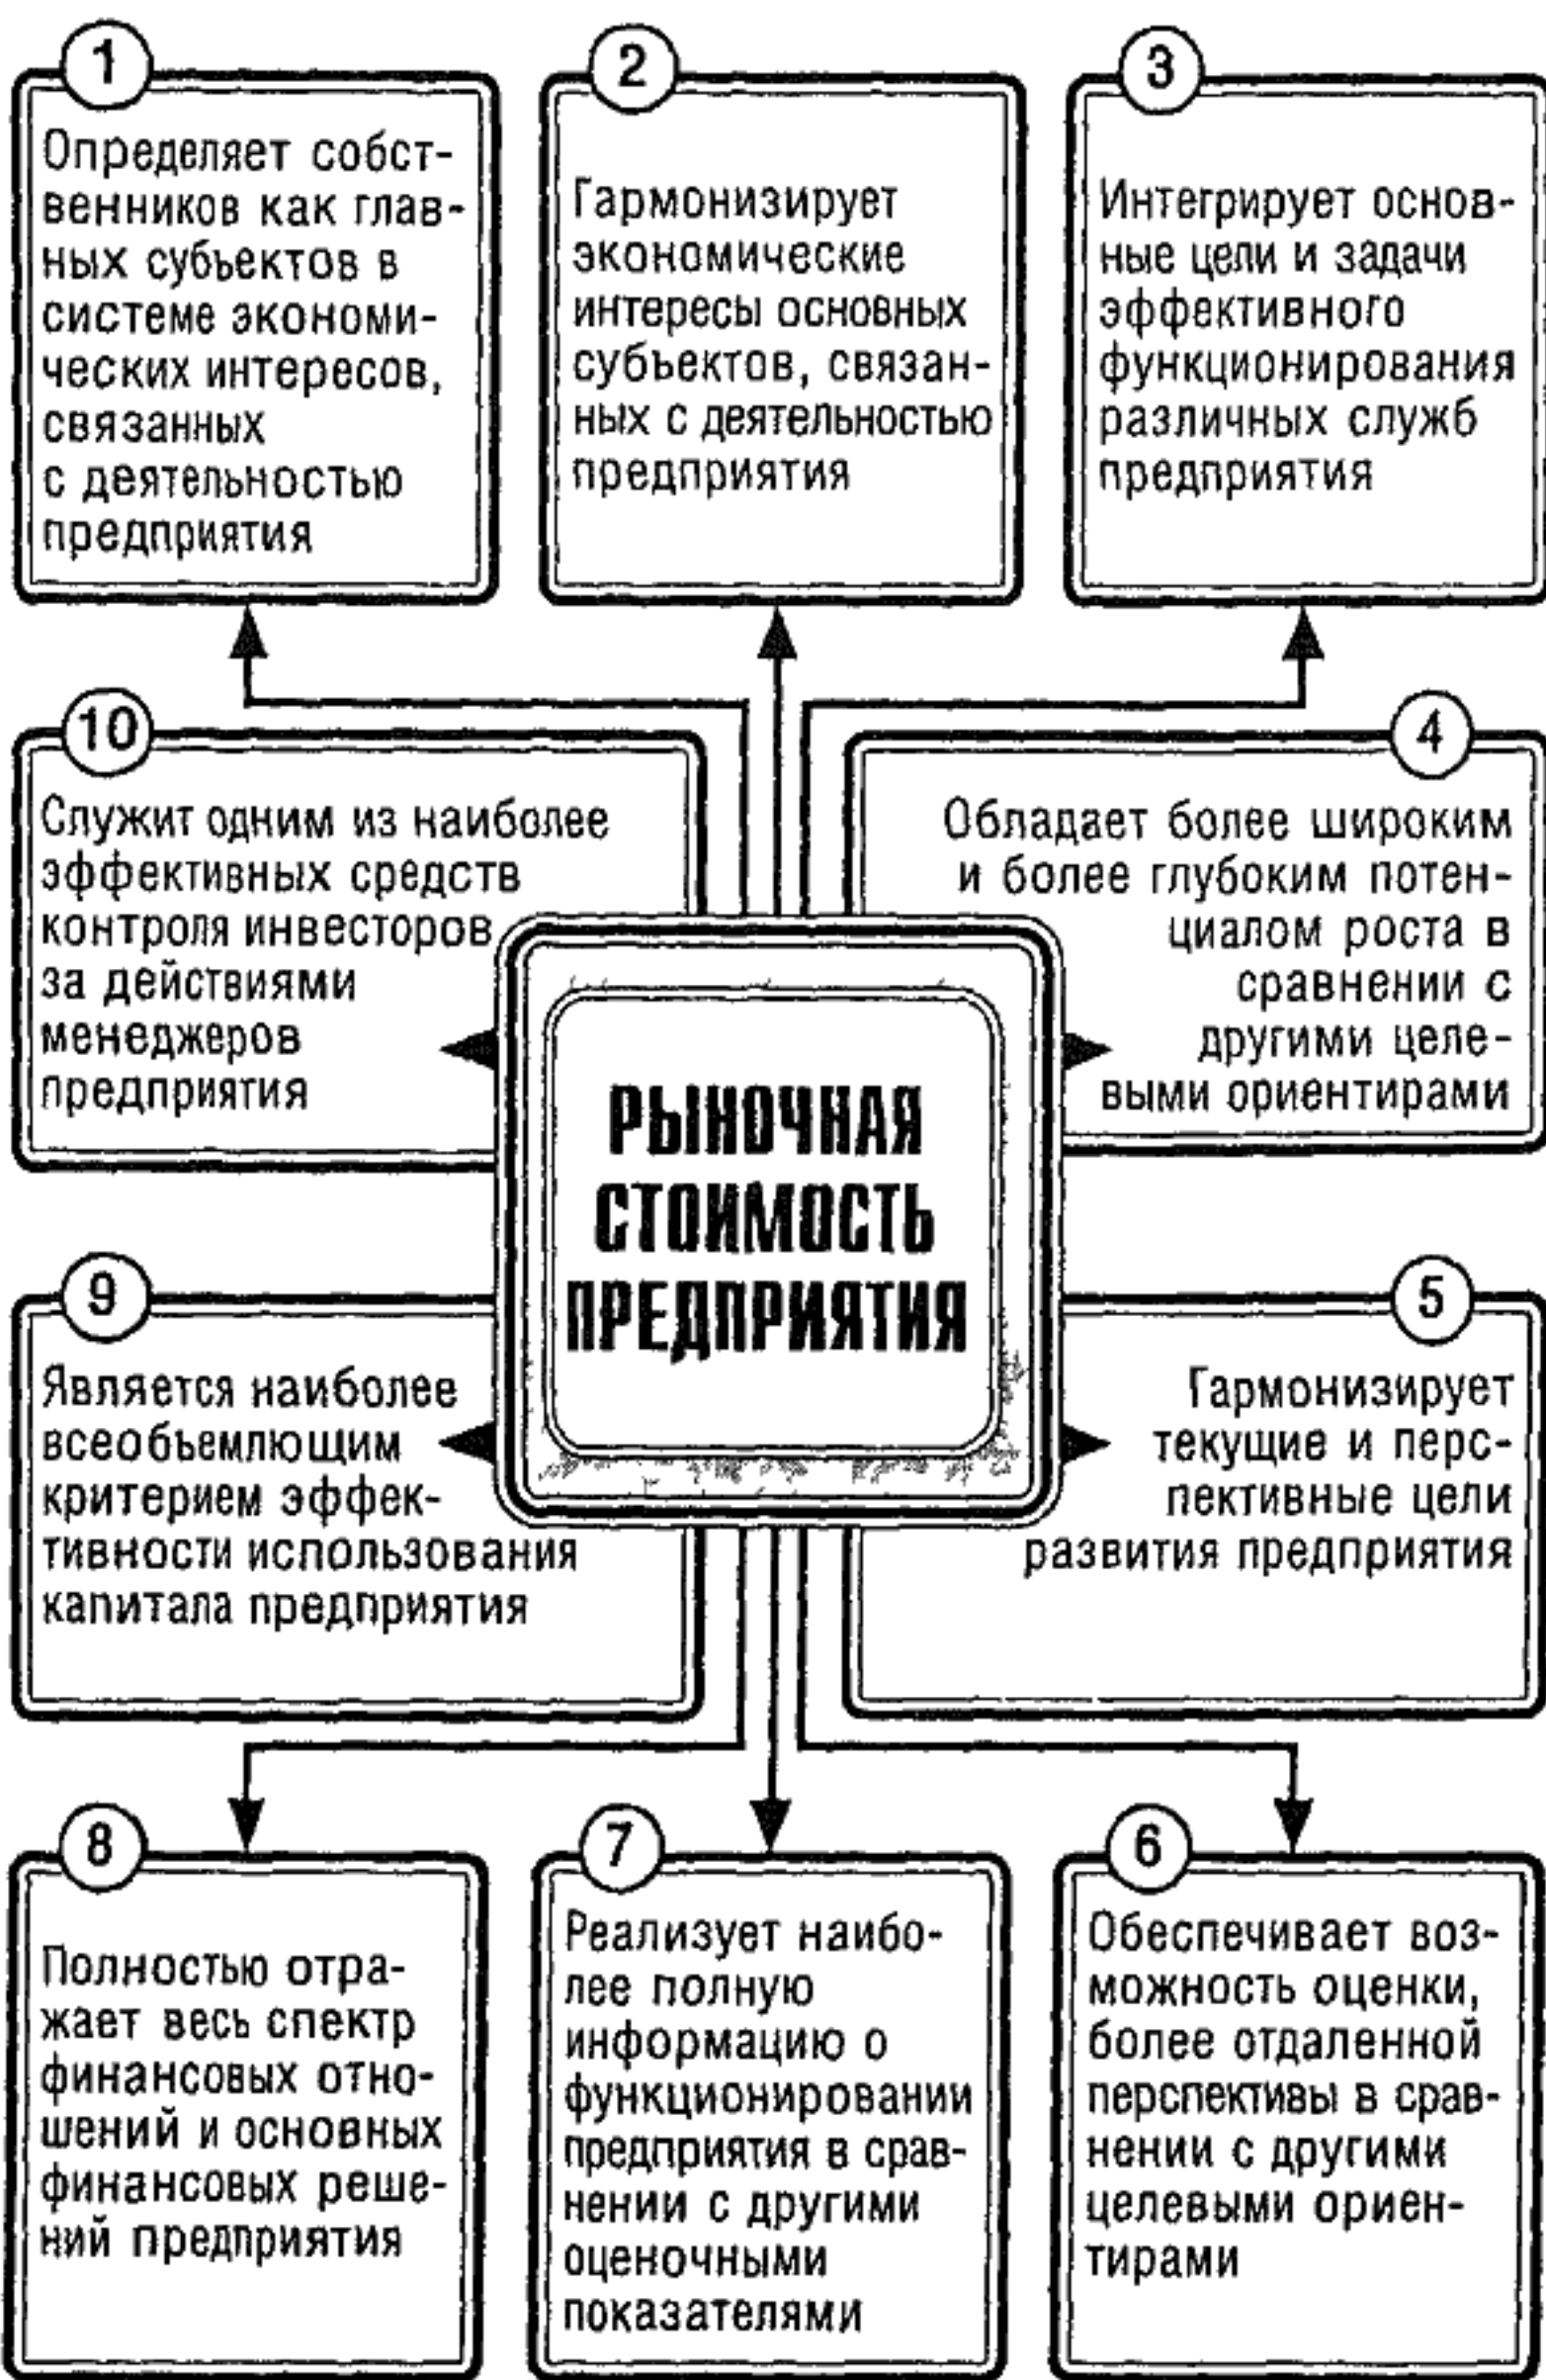 1
Определяет собст-
венников как глав-
ных субъектов в
системе экономи-
ческих интересов,
связанных
с деятельностью
предприятия
2
Гармонизирует
экономические
интересы основных
субъектов, связан-
ных с деятельностью
предприятия
3
Интегрирует основ-
ные цели и задачи
эффективного
функционирования
различных служб
предприятия
10
Служит одним из наиболее
эффективных средств
контроля инвесторов
за действиями
менеджеров
предприятия
4
Обладает более широким
и более глубоким потен-
циалом роста в
сравнении с
другими целе-
выми ориентирами
РЫНОЧНАЯ
СТОИМОСТЬ
ПРЕДПРИЯТИЯ
9
Является наиболее
всеобъемлющим
критерием эффек-
тивности использования
капитала предприятия
5
Гармонизирует
текущие и перс-
пективные цели
развития предприятия
8
Полностью отра-
жает весь спектр
финансовых отно-
шений и основных
финансовых реше-
ний предприятия
7
Реализует наибо-
лее полную
информацию о
функционировании
предприятия в срав-
нении с другими
оценочными
показателями
6
Обеспечивает воз-
можность оценки,
более отдаленной
перспективы в срав-
нении с другими
целевыми ориен-
тирами